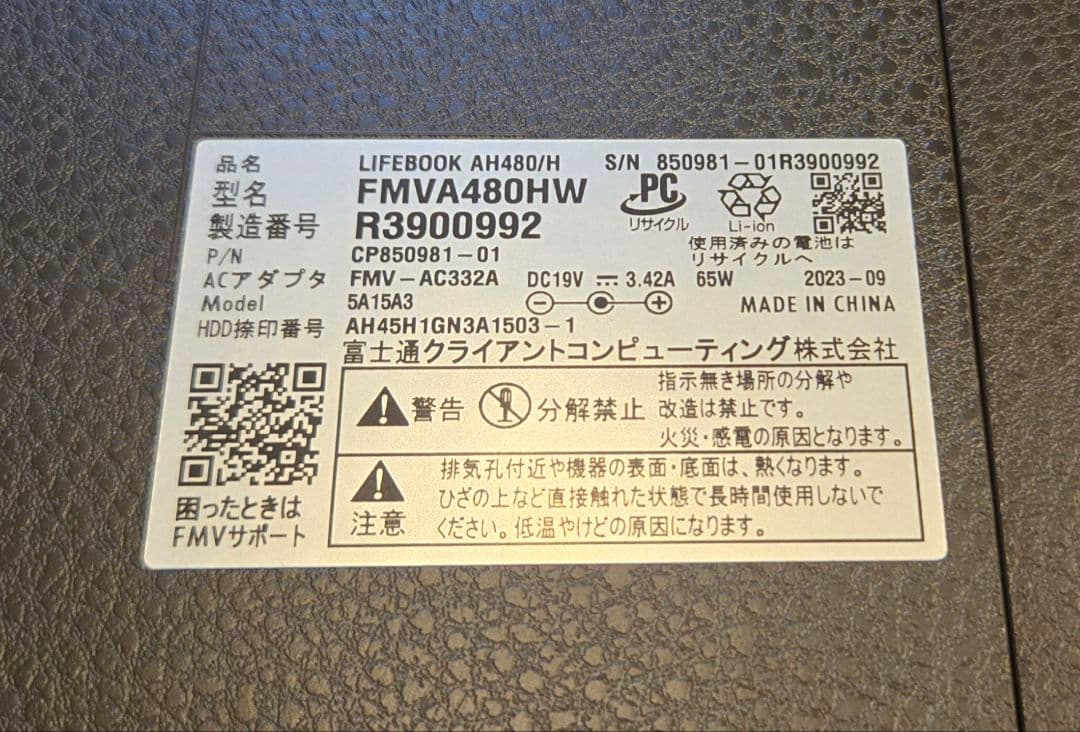 品名 LIFEBOOK AH480/H S/N 850981-01R3900992
型名 FMVA480HW
製造番号 R3900992
PC
リサイクル
Li-ion
使用済みの電池は
リサイクルへ
P/N CP850981-01
ACアダプタ FMV-AC332A DC19V ⎓ 3.42A 65W 2023-09
Model 5A15A3
MADE IN CHINA
HDD捺印番号 AH45H1GN3A1503-1
富士通クライアントコンピューティング株式会社
警告 分解禁止
指示無き場所の分解や
改造は禁止です。
火災・感電の原因となります。
注意
排気孔付近や機器の表面・底面は、熱くなります。
ひざの上など直接触れた状態で長時間使用しないで
ください。低温やけどの原因になります。
困ったときは
FMVサポート